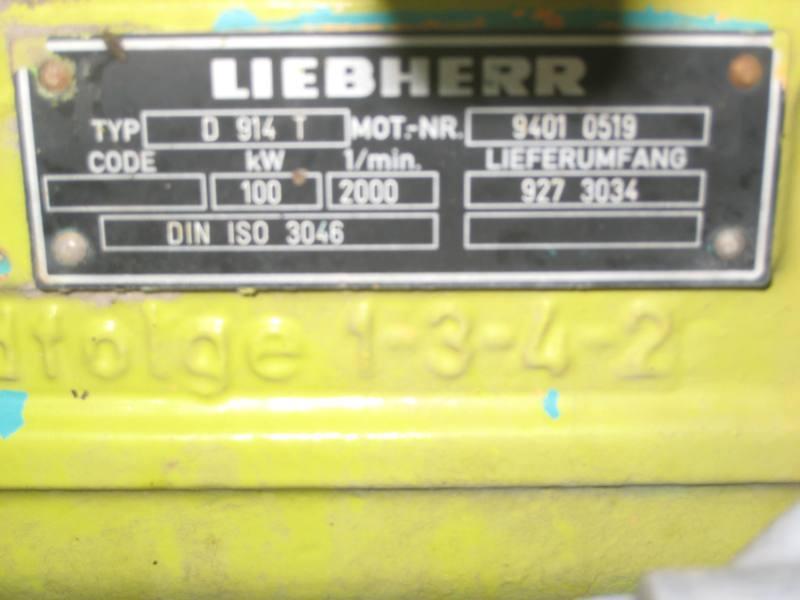 LIEBHERR
TYP D 914 T MOT.-NR. 9401 0519
CODE kW 1/min. LIEFERUMFANG
100 2000 927 3034
DIN ISO 3046
dfolge 1-3-4-2